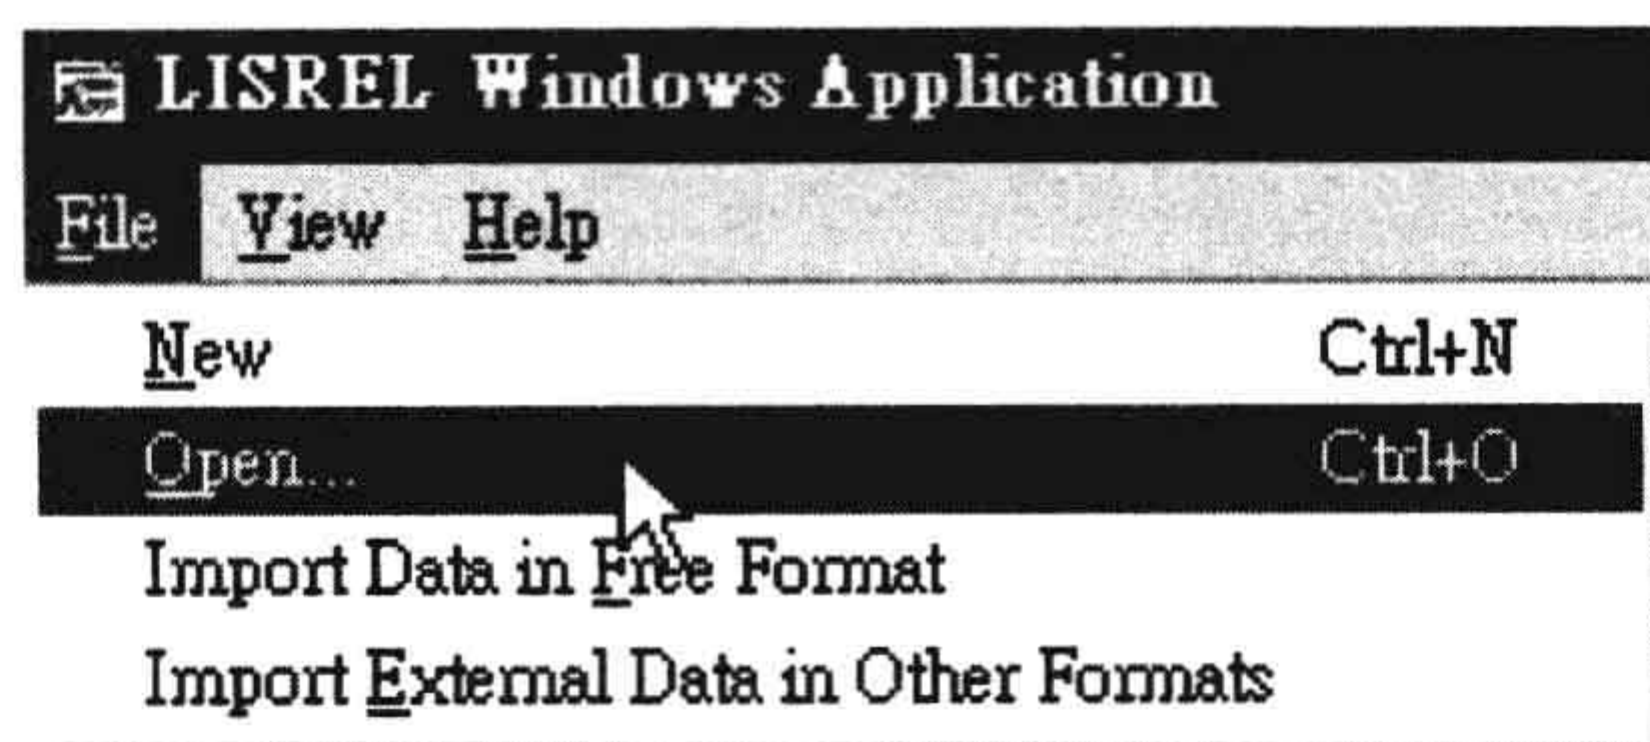 LISREL Windows Application
File View Help
New Ctrl+N
Open... Ctrl+O
Import Data in Free Format
Import External Data in Other Formats